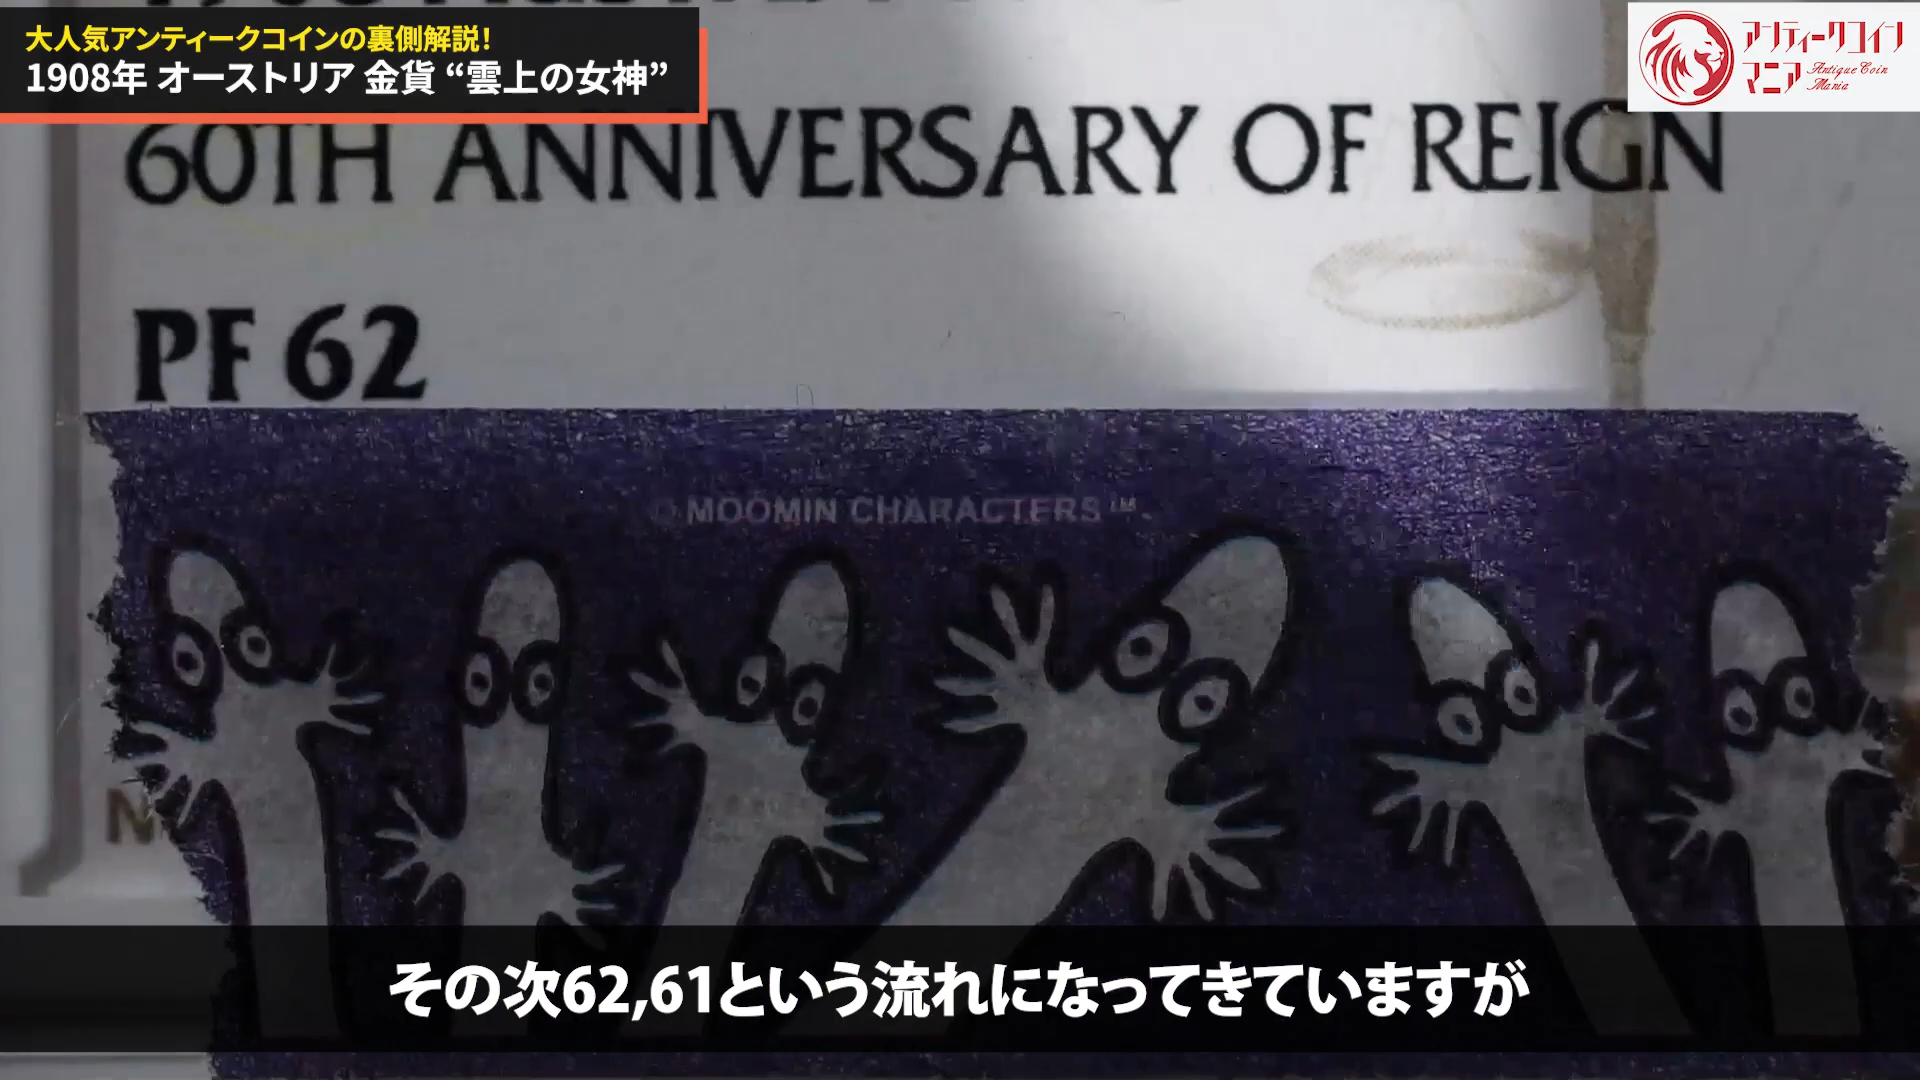 大人気アンティークコインの裏側解説!
1908年 オーストリア 金貨 “雲上の女神”
アンティークコイン
マニア Antique Coin
Mania
60TH ANNIVERSARY OF REIGN
PF 62
© MOOMIN CHARACTERS™
その次62,61という流れになってきていますが